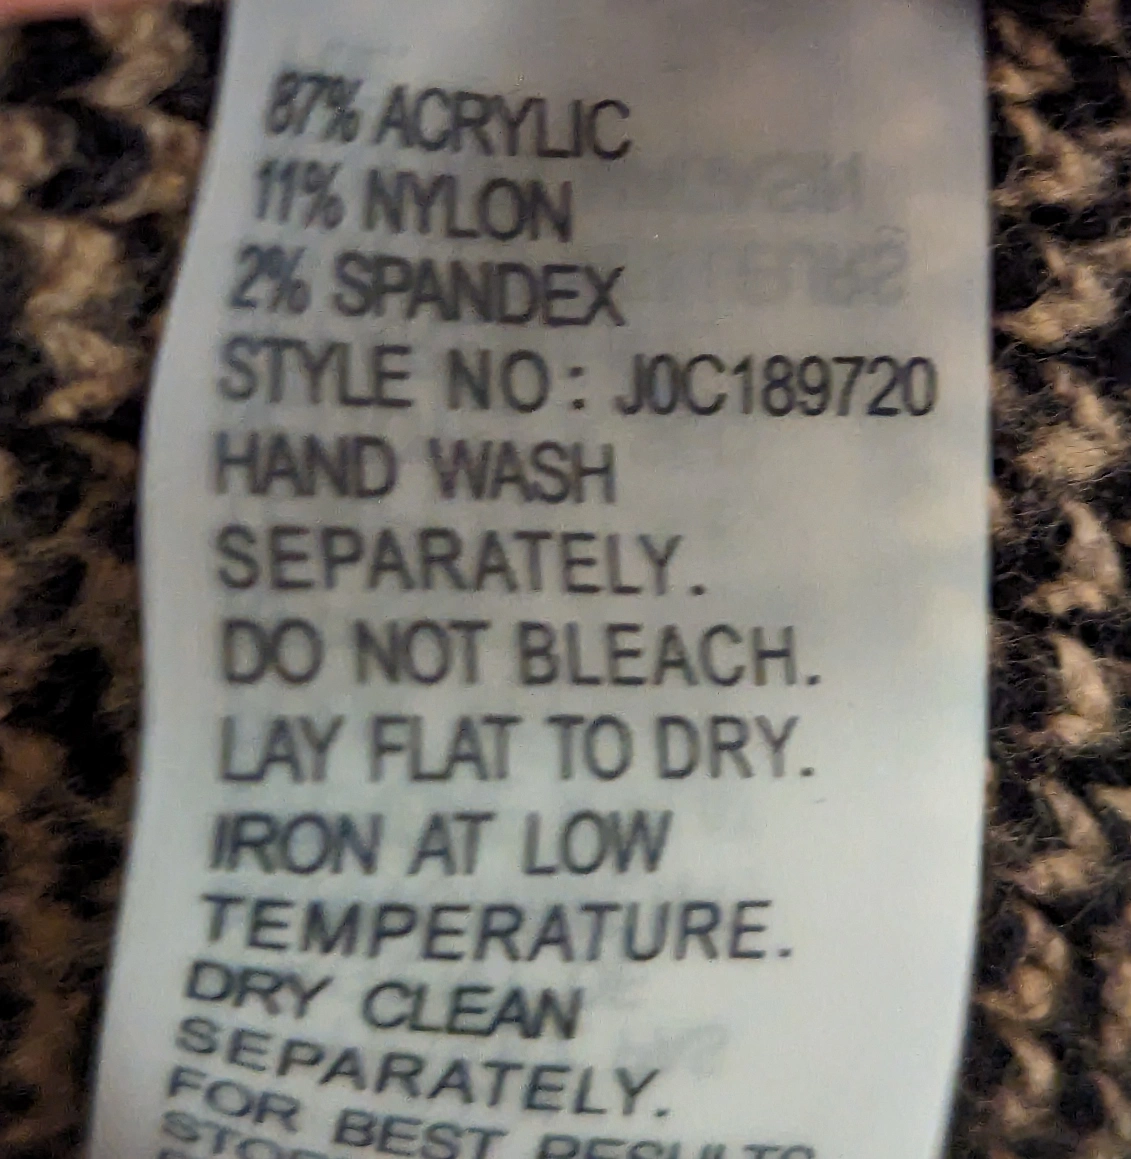 87% ACRYLIC
11% NYLON
2% SPANDEX
STYLE NO: J0C189720
HAND WASH
SEPARATELY.
DO NOT BLEACH.
LAY FLAT TO DRY.
IRON AT LOW
TEMPERATURE.
DRY CLEAN
SEPARATELY.
FOR BEST RESULTS